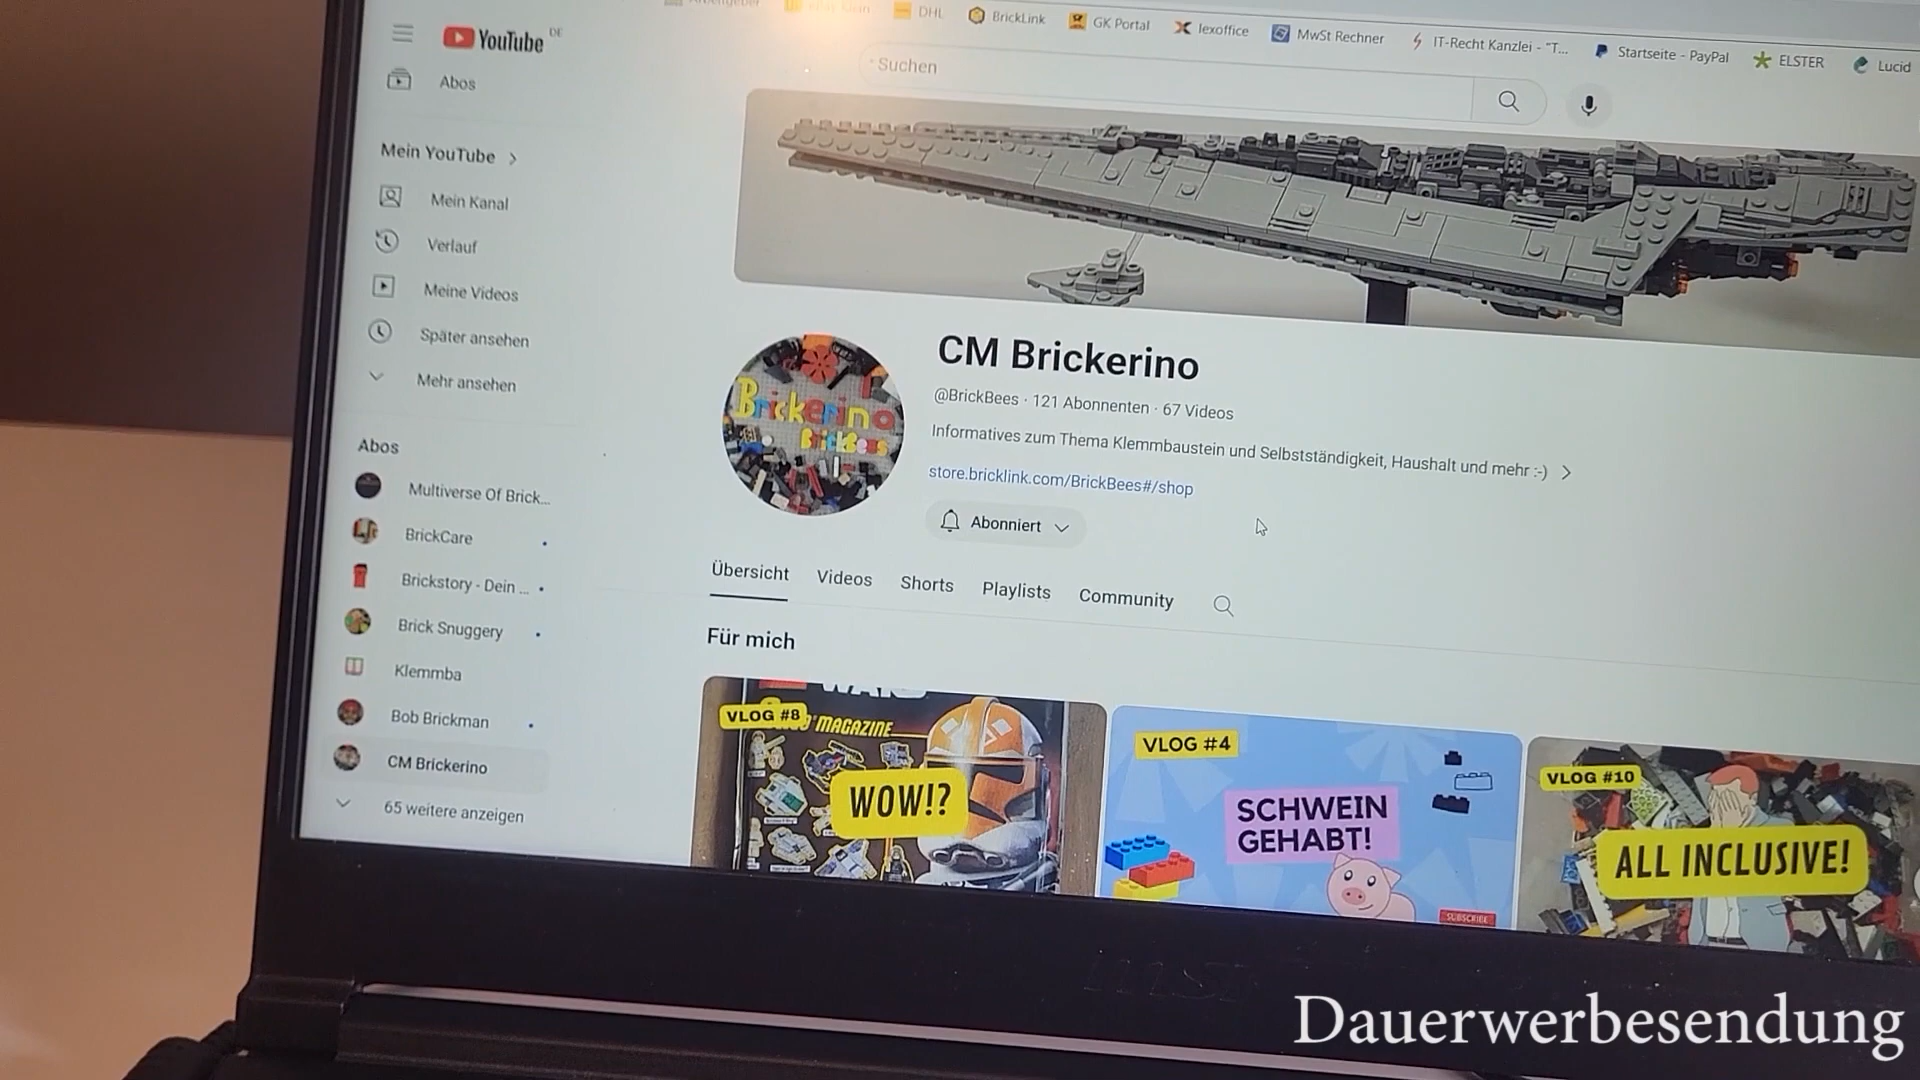 DHL
BrickLink
GK Portal
lexoffice
MwSt Rechner
IT-Recht Kanzlei - "T...
Startseite - PayPal
ELSTER
Lucid
YouTube DE
Suchen
Abos
Mein YouTube
Mein Kanal
Verlauf
Meine Videos
Später ansehen
Mehr ansehen
Abos
Multiverse Of Brick...
BrickCare
Brickstory - Dein ...
Brick Snuggery
Klemmba
Bob Brickman
CM Brickerino
65 weitere anzeigen
Brickerino
BrickBees
CM Brickerino
@BrickBees · 121 Abonnenten · 67 Videos
Informatives zum Thema Klemmbaustein und Selbstständigkeit, Haushalt und mehr :-)
store.bricklink.com/BrickBees#/shop
Abonniert
Übersicht Videos Shorts Playlists Community
Für mich
VLOG #8
MAGAZINE
WOW!?
VLOG #4
SCHWEIN
GEHABT!
SUBSCRIBE
VLOG #10
ALL INCLUSIVE!
msi
Dauerwerbesendung